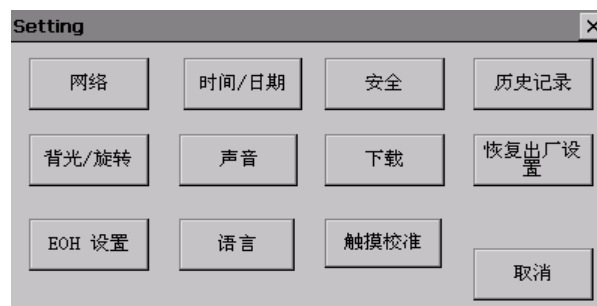 Setting
网络
时间/日期
安全
历史记录
背光/旋转
声音
下载
恢复出厂设
置
EOH 设置
语言
触摸校准
取消